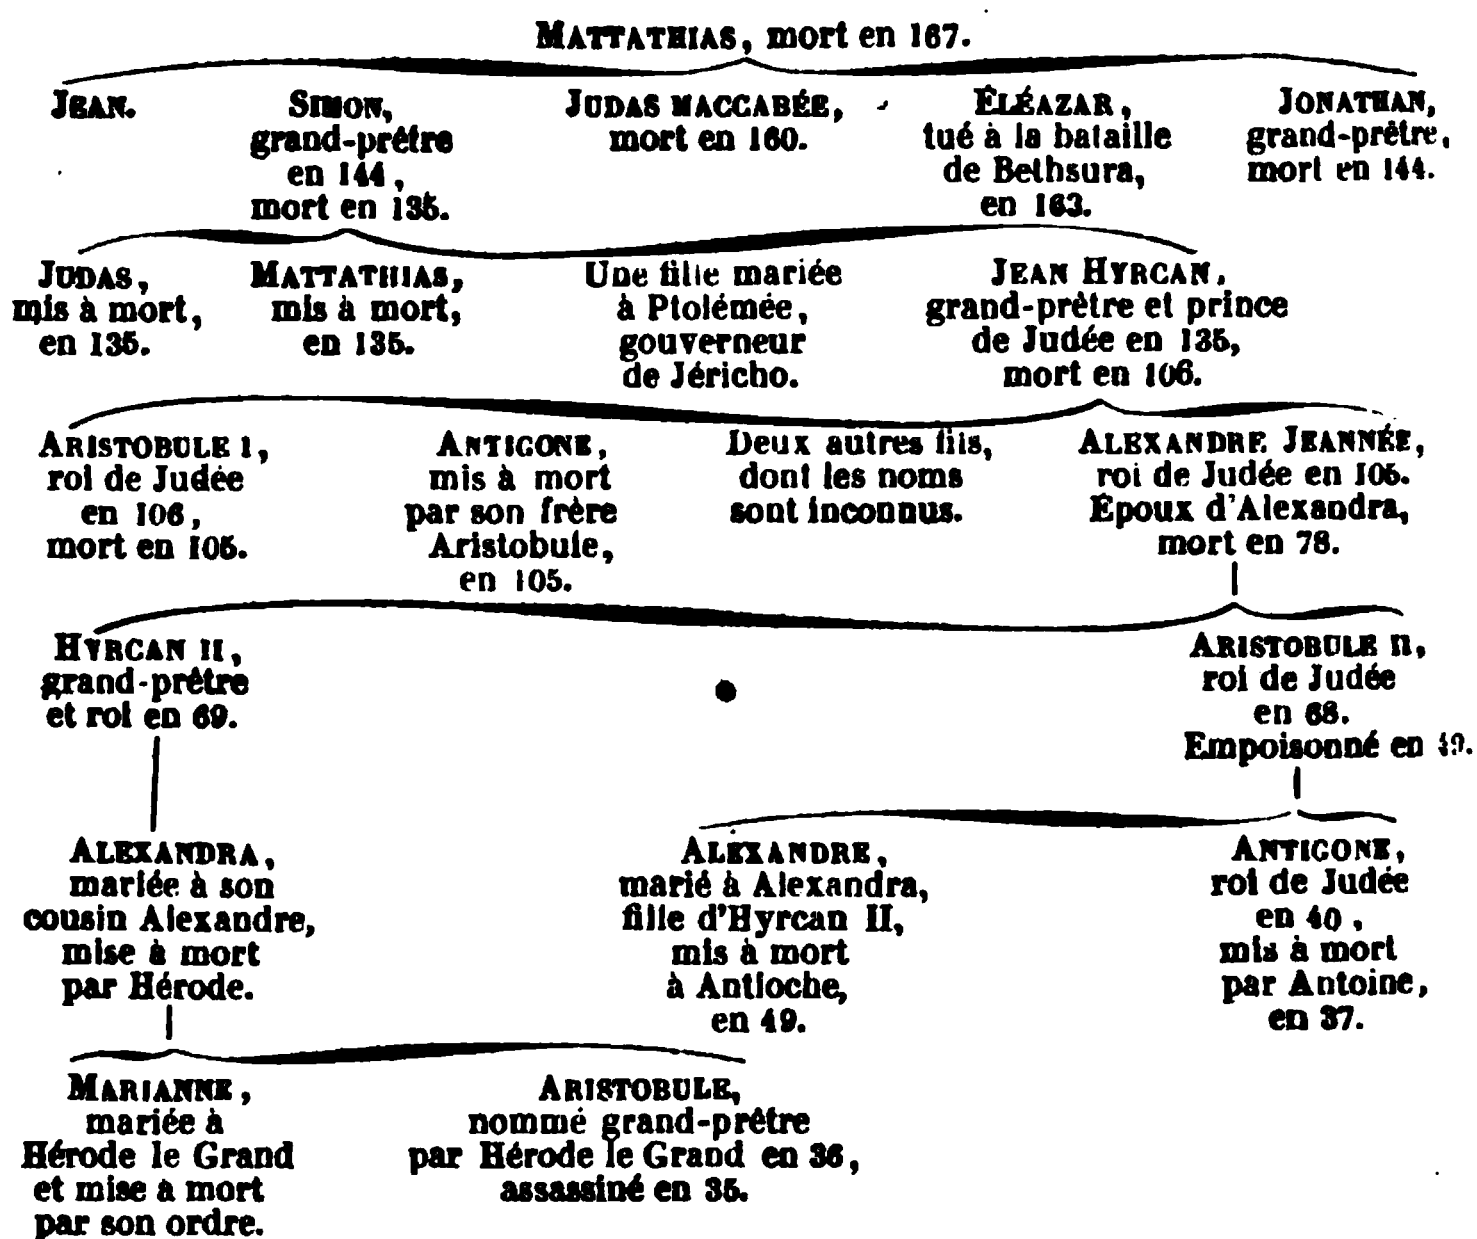 MATTATHIAS, mort en 167.
JEAN.
SIMON,
grand-prêtre
en 144,
mort en 135.
JUDAS MACCABÉE,
mort en 160.
ÉLÉAZAR,
tué à la bataille
de Bethsura,
en 163.
JONATHAN,
grand-prêtre,
mort en 144.
JUDAS,
mis à mort,
en 135.
MATTATHIAS,
mis à mort,
en 135.
Une fille mariée
à Ptolémée,
gouverneur
de Jéricho.
JEAN HYRCAN,
grand-prêtre et prince
de Judée en 135,
mort en 106.
ARISTOBULE I,
roi de Judée
en 106,
mort en 105.
ANTIGONE,
mis à mort
par son frère
Aristobule,
en 105.
Deux autres fils,
dont les noms
sont inconnus.
ALEXANDRE JEANNÉE,
roi de Judée en 105.
Époux d'Alexandra,
mort en 78.
HYRCAN II,
grand-prêtre
et roi en 69.
ARISTOBULE II,
roi de Judée
en 68.
Empoisonné en 49.
ALEXANDRA,
mariée à son
cousin Alexandre,
mise à mort
par Hérode.
ALEXANDRE,
marié à Alexandra,
fille d'Hyrcan II,
mis à mort
à Antioche,
en 49.
ANTIGONE,
roi de Judée
en 40,
mis à mort
par Antoine,
en 37.
MARIANNE,
mariée à
Hérode le Grand
et mise à mort
par son ordre.
ARISTOBULE,
nommé grand-prêtre
par Hérode le Grand en 36,
assassiné en 35.